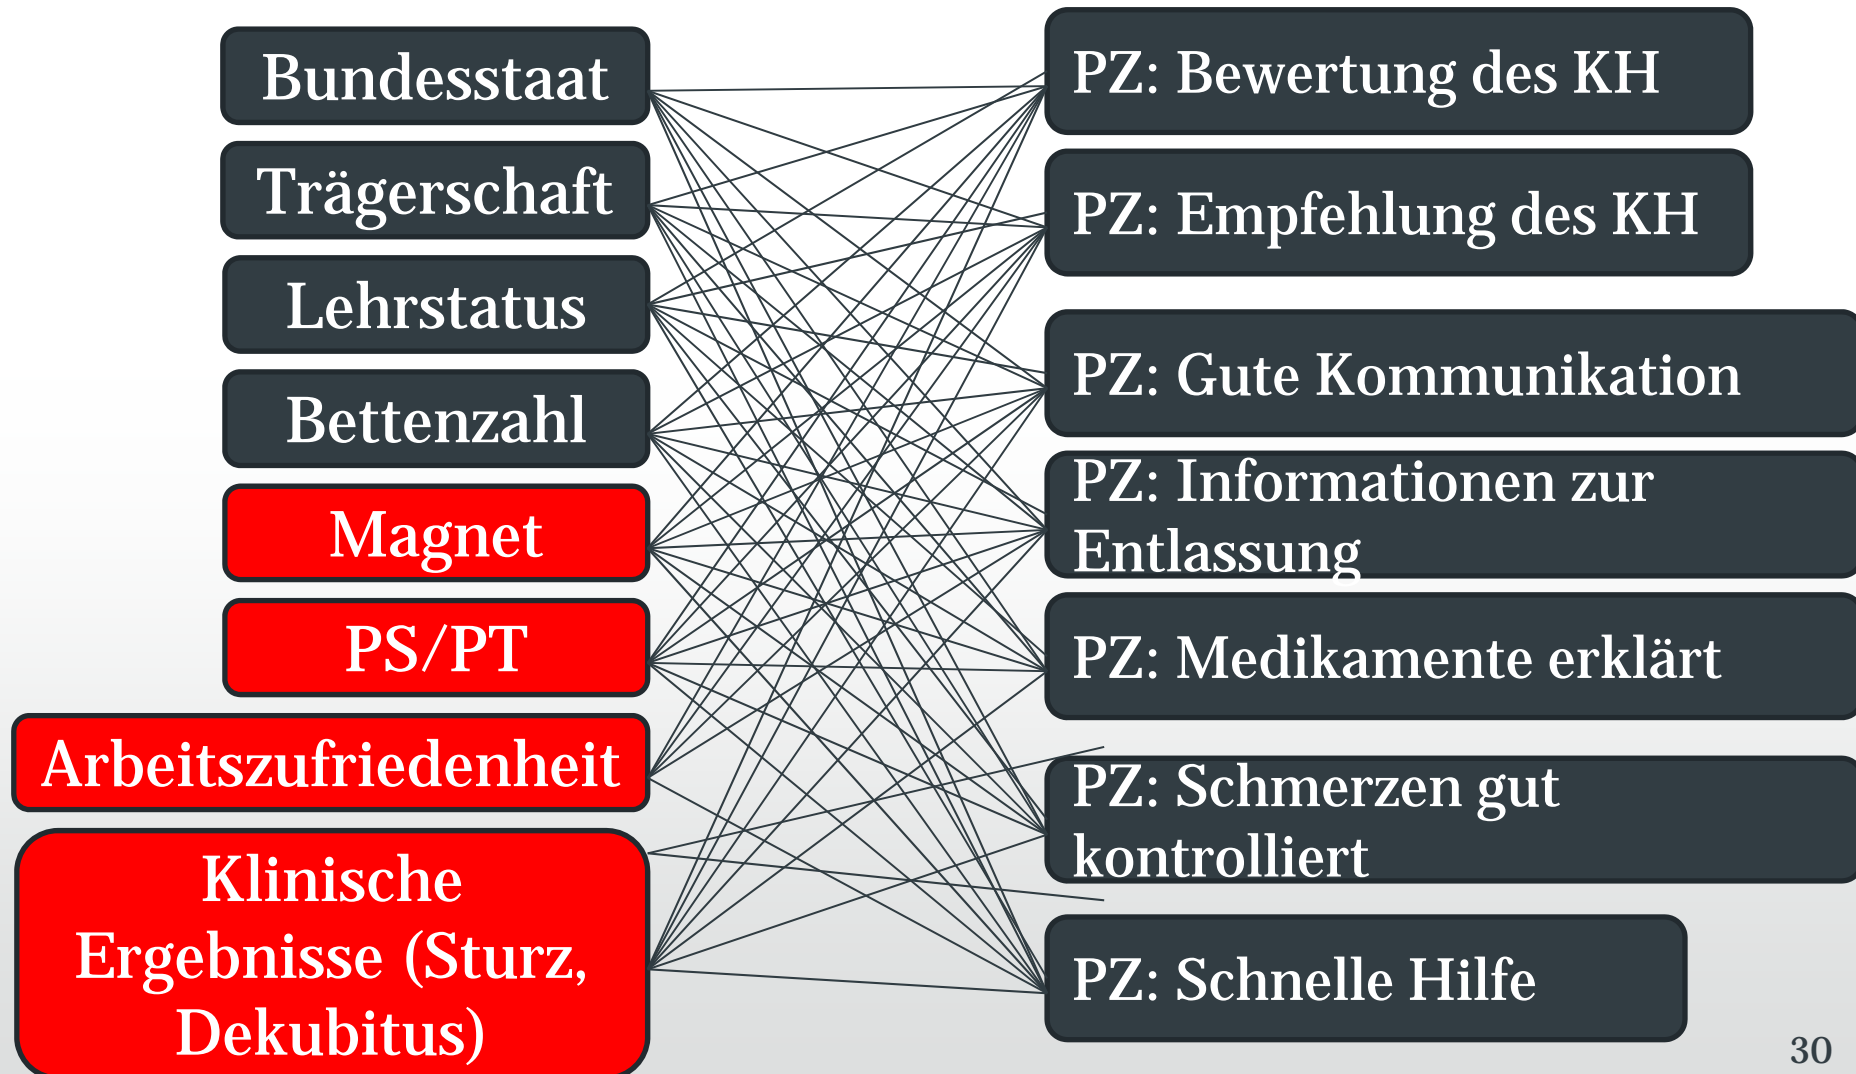 Bundesstaat
Trägerschaft
Lehrstatus
Bettenzahl
Magnet
PS/PT
Arbeitszufriedenheit
Klinische
Ergebnisse (Sturz,
Dekubitus)
PZ: Bewertung des KH
PZ: Empfehlung des KH
PZ: Gute Kommunikation
PZ: Informationen zur
Entlassung
PZ: Medikamente erklärt
PZ: Schmerzen gut
kontrolliert
PZ: Schnelle Hilfe
30